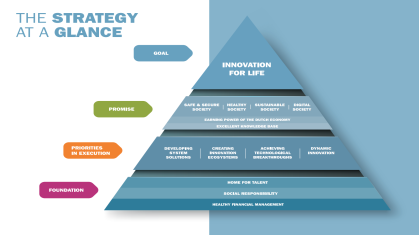 THE STRATEGY
AT A GLANCE
GOAL
INNOVATION
FOR LIFE
PROMISE
SAFE & SECURE
SOCIETY
HEALTHY
SOCIETY
SUSTAINABLE
SOCIETY
DIGITAL
SOCIETY
EARNING POWER OF THE DUTCH ECONOMY
EXCELLENT KNOWLEDGE BASE
PRIORITIES
IN EXECUTION
DEVELOPING
SYSTEM
SOLUTIONS
CREATING
INNOVATION
ECOSYSTEMS
ACHIEVING
TECHNOLOGICAL
BREAKTHROUGHS
DYNAMIC
INNOVATION
FOUNDATION
HOME FOR TALENT
SOCIAL RESPONSIBILITY
HEALTHY FINANCIAL MANAGEMENT